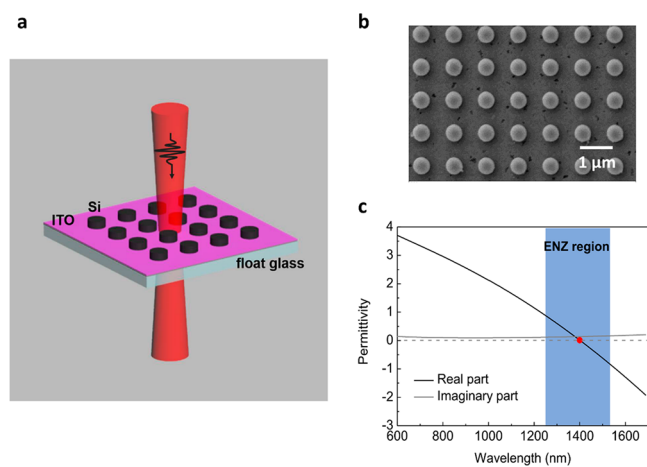 a
Si
ITO
float glass
b
1 μm
c
4
3
2
1
0
-1
-2
-3
Permittivity
ENZ region
Real part
Imaginary part
600 800 1000 1200 1400 1600
Wavelength (nm)